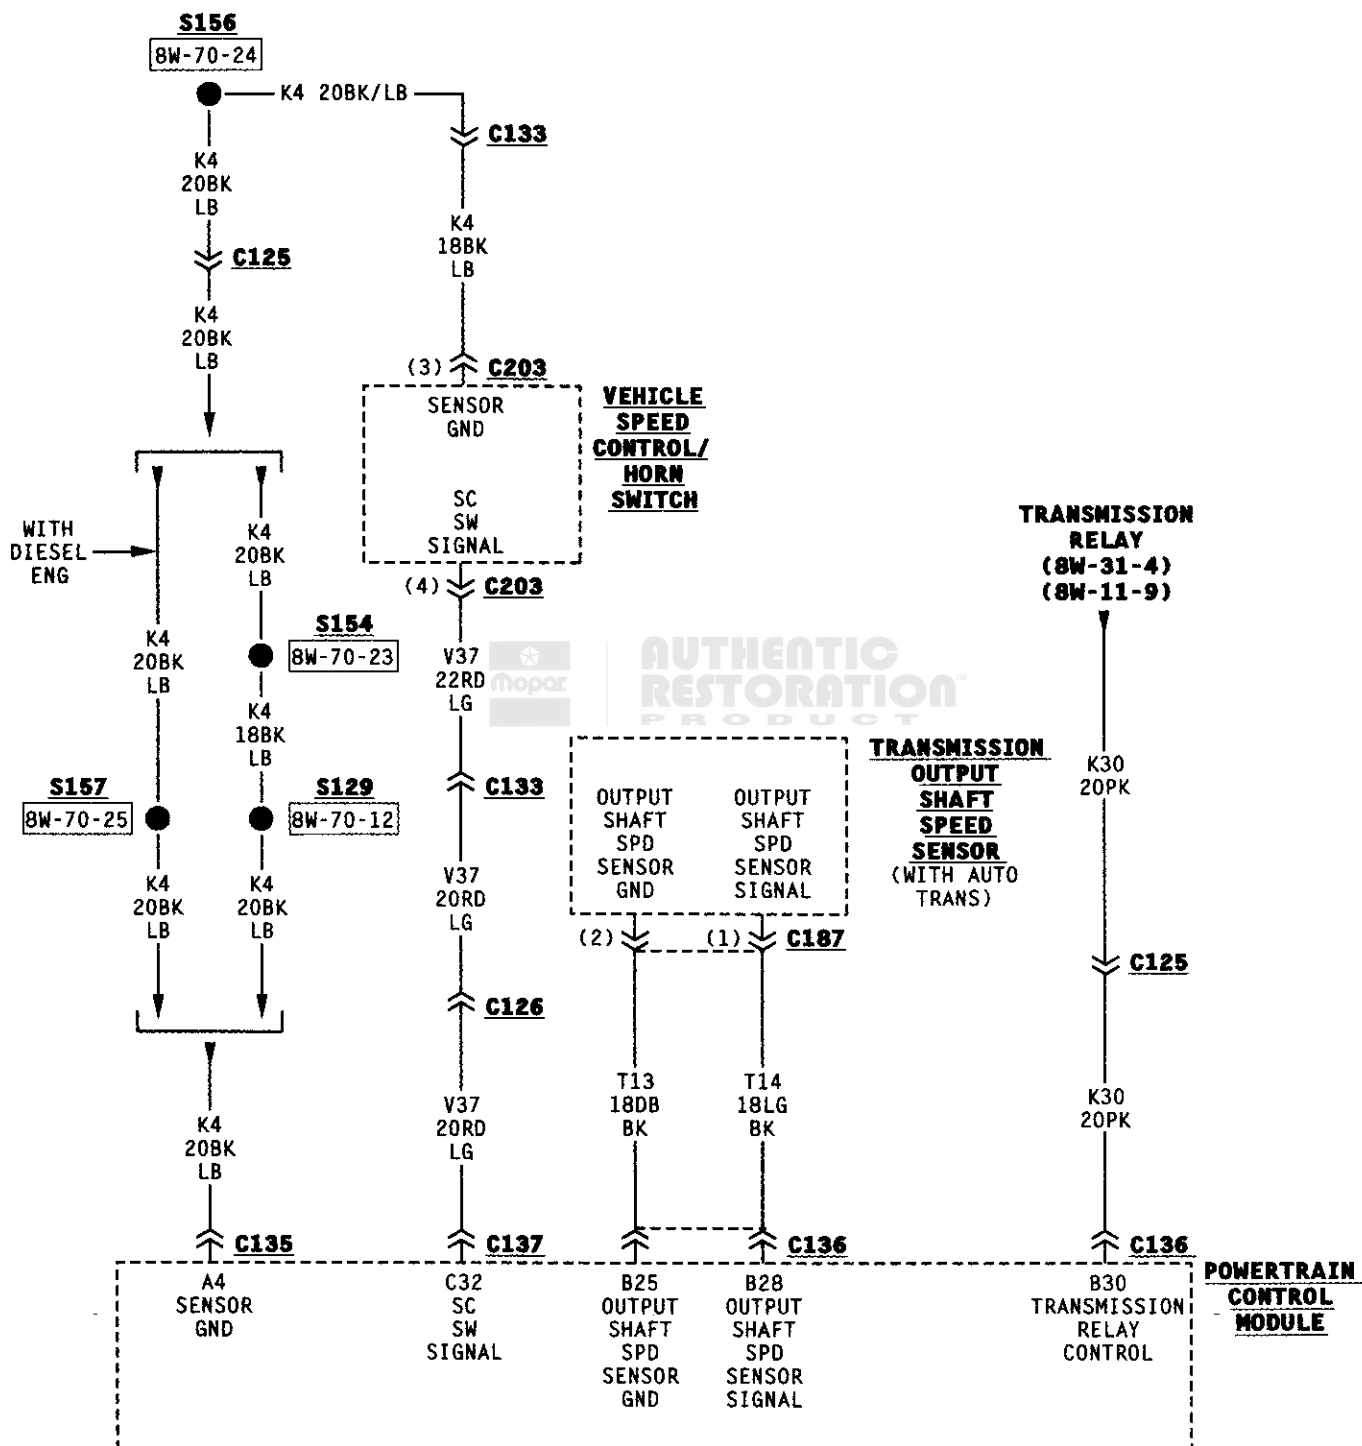 S156
8W-70-24
K4 20BK/LB
C133
K4
20BK
LB
C125
K4
18BK
LB
K4
20BK
LB
(3)
C203
SENSOR
GND
SC
SW
SIGNAL
VEHICLE
SPEED
CONTROL/
HORN
SWITCH
(4)
C203
WITH
DIESEL
ENG
K4
20BK
LB
S154
8W-70-23
K4
20BK
LB
K4
18BK
LB
S157
8W-70-25
S129
8W-70-12
K4
20BK
LB
K4
20BK
LB
K4
20BK
LB
C135
V37
22RD
LG
C133
V37
20RD
LG
C126
V37
20RD
LG
C137
Mopar
AUTHENTIC
RESTORATION™
PRODUCT
OUTPUT
SHAFT
SPD
SENSOR
GND
OUTPUT
SHAFT
SPD
SENSOR
SIGNAL
TRANSMISSION
OUTPUT
SHAFT
SPEED
SENSOR
(WITH AUTO
TRANS)
(2)
(1)
C187
T13
18DB
BK
T14
18LG
BK
C136
TRANSMISSION
RELAY
(8W-31-4)
(8W-11-9)
K30
20PK
C125
K30
20PK
C136
A4
SENSOR
GND
C32
SC
SW
SIGNAL
B25
OUTPUT
SHAFT
SPD
SENSOR
GND
B28
OUTPUT
SHAFT
SPD
SENSOR
SIGNAL
B30
TRANSMISSION
RELAY
CONTROL
POWERTRAIN
CONTROL
MODULE